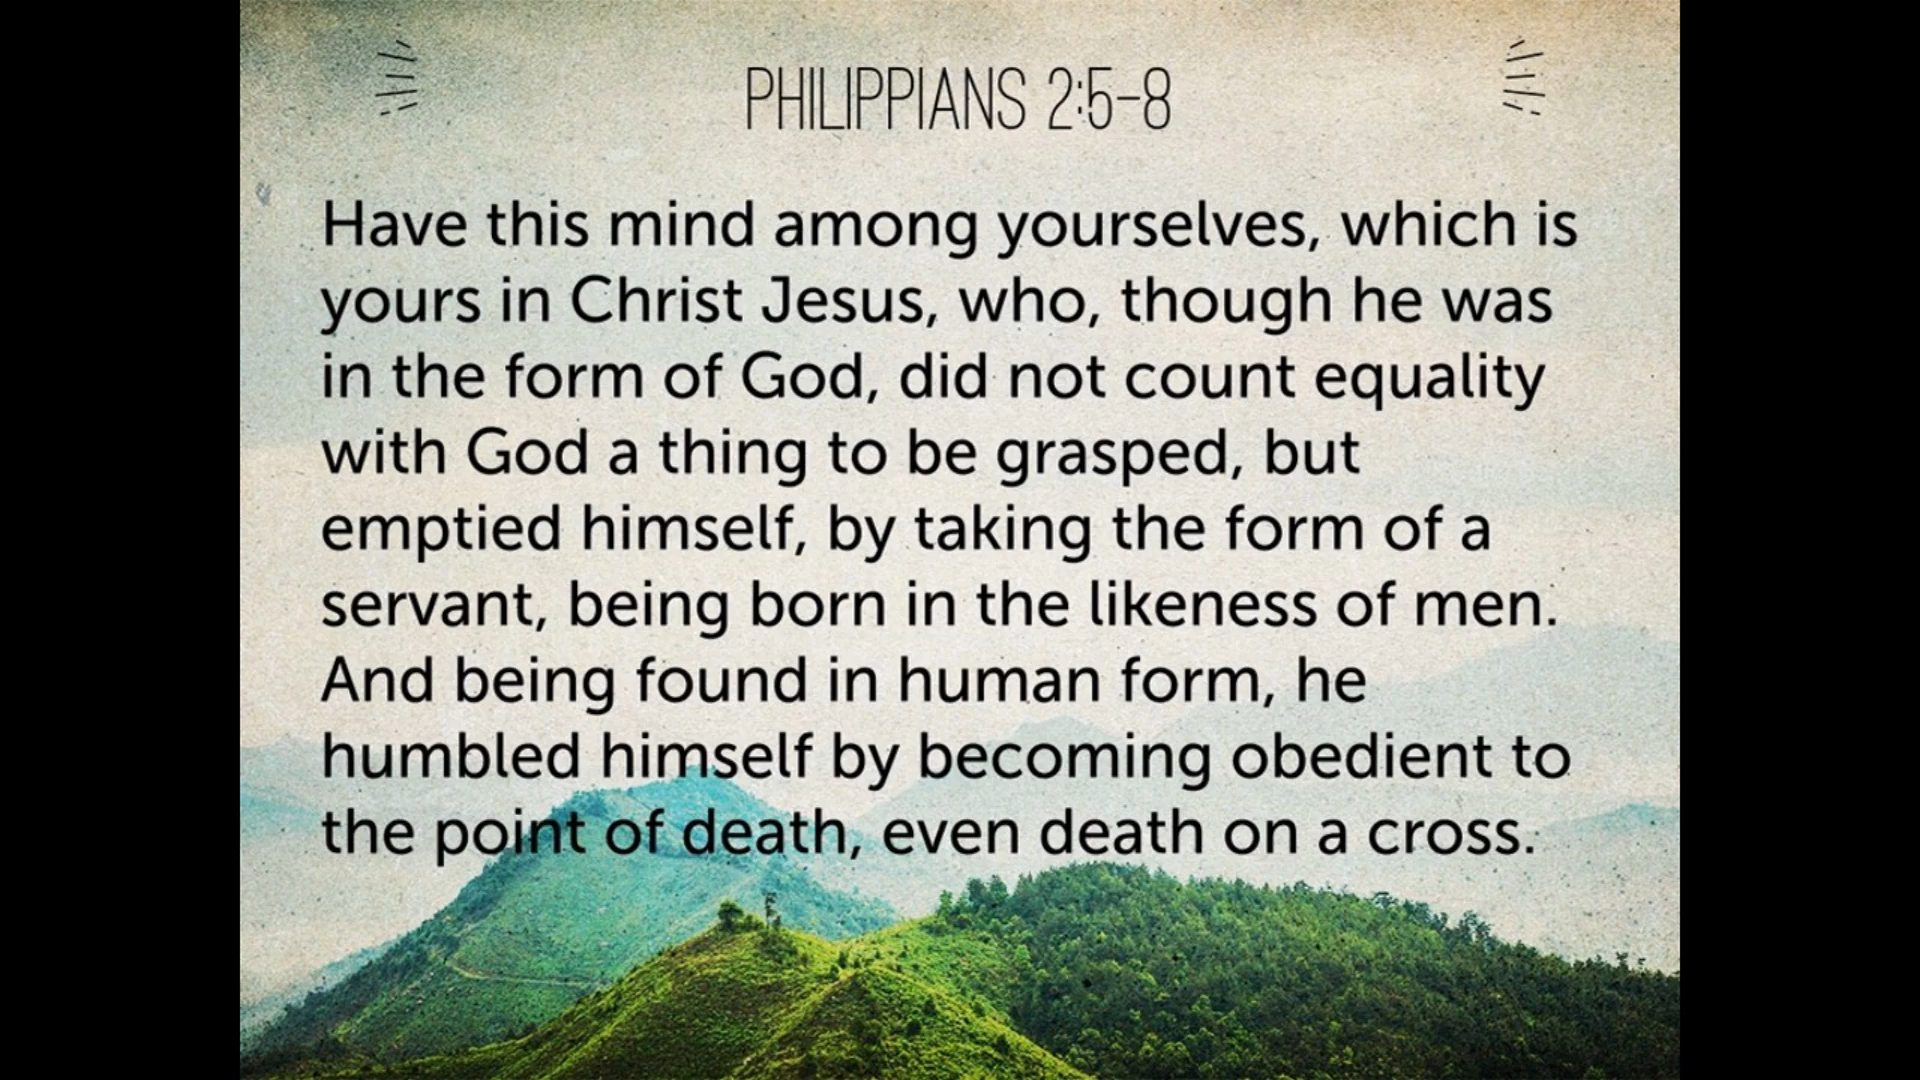 PHILIPPIANS 2:5-8
Have this mind among yourselves, which is
yours in Christ Jesus, who, though he was
in the form of God, did not count equality
with God a thing to be grasped, but
emptied himself, by taking the form of a
servant, being born in the likeness of men.
And being found in human form, he
humbled himself by becoming obedient to
the point of death, even death on a cross.